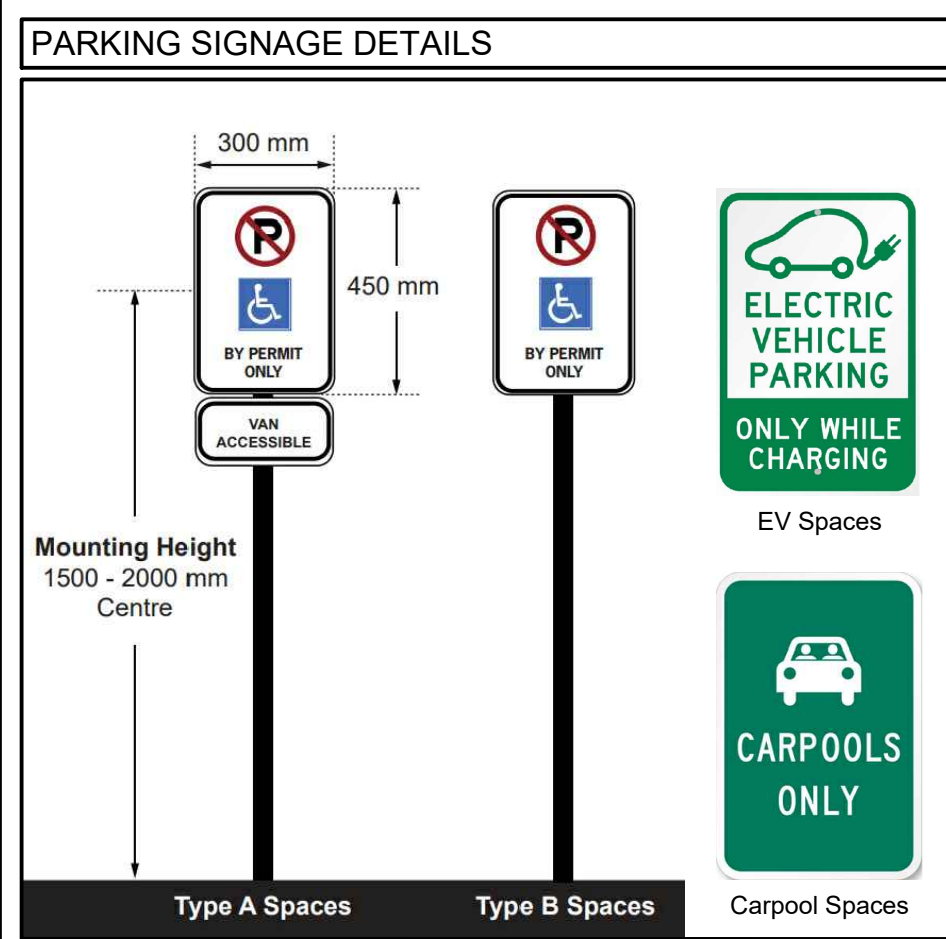 PARKING SIGNAGE DETAILS
300 mm
450 mm
P
BY PERMIT
ONLY
VAN
ACCESSIBLE
Mounting Height
1500 - 2000 mm
Centre
Type A Spaces
P
BY PERMIT
ONLY
Type B Spaces
ELECTRIC
VEHICLE
PARKING
ONLY WHILE
CHARGING
EV Spaces
CARPOOLS
ONLY
Carpool Spaces